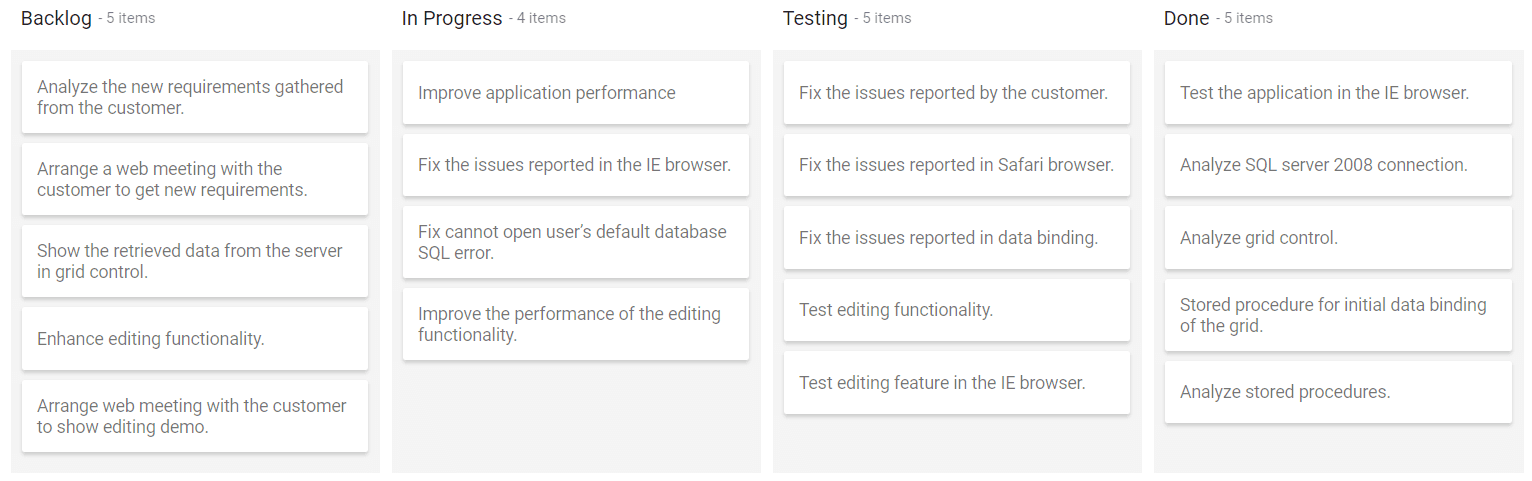 Backlog - 5 items
Analyze the new requirements gathered
from the customer.
Arrange a web meeting with the
customer to get new requirements.
Show the retrieved data from the server
in grid control.
Enhance editing functionality.
Arrange web meeting with the customer
to show editing demo.
In Progress - 4 items
Improve application performance
Fix the issues reported in the IE browser.
Fix cannot open user’s default database
SQL error.
Improve the performance of the editing
functionality.
Testing - 5 items
Fix the issues reported by the customer.
Fix the issues reported in Safari browser.
Fix the issues reported in data binding.
Test editing functionality.
Test editing feature in the IE browser.
Done - 5 items
Test the application in the IE browser.
Analyze SQL server 2008 connection.
Analyze grid control.
Stored procedure for initial data binding
of the grid.
Analyze stored procedures.